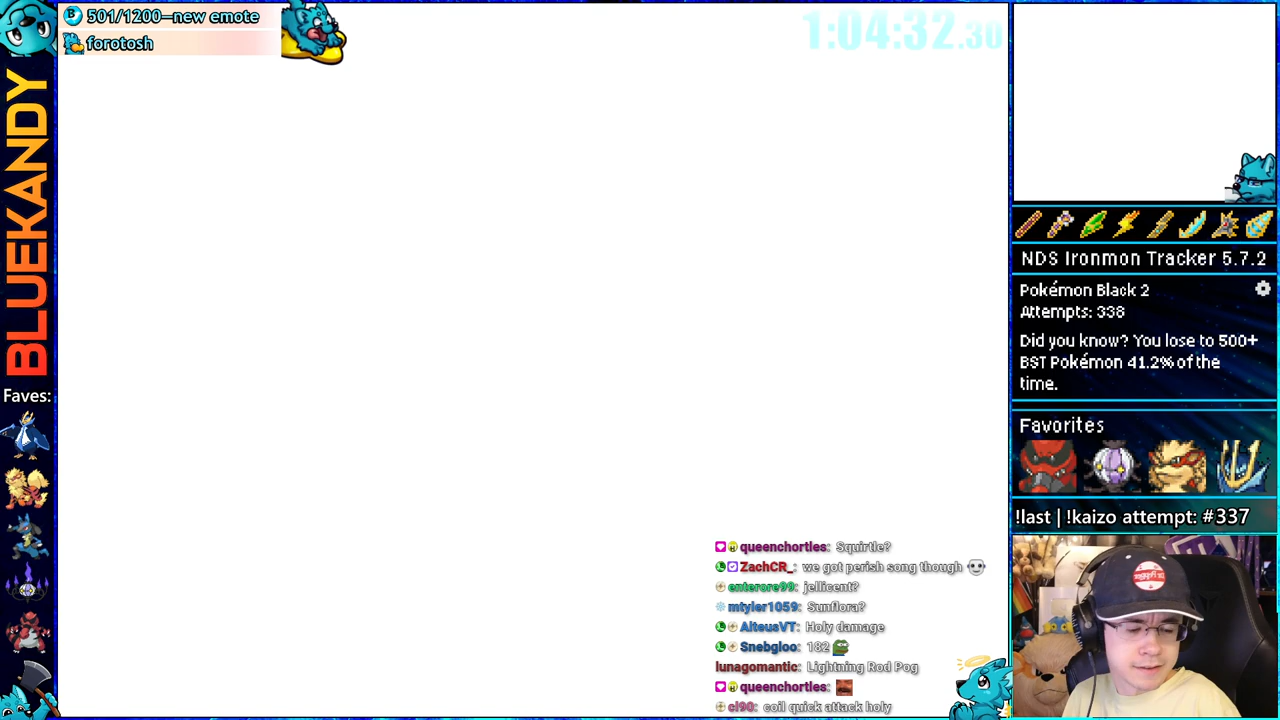 501/1200–new emote
forotosh
1:04:32.30
BLUEKANDY
Faves:
NDS Ironmon Tracker 5.7.2
Pokémon Black 2
Attempts: 338
Did you know? You lose to 500+
BST Pokémon 41.2% of the
time.
Favorites
!last | !kaizo attempt: #337
queenchortles: Squirtle?
ZachCR_: we got perish song though
enterore99: jellicent?
mtyler1059: Sunflora?
AlteusVT: Holy damage
Snebgloo: 182
lunagomantic: Lightning Rod Pog
queenchortles:
cl90: coil quick attack holy
Dr Pepper